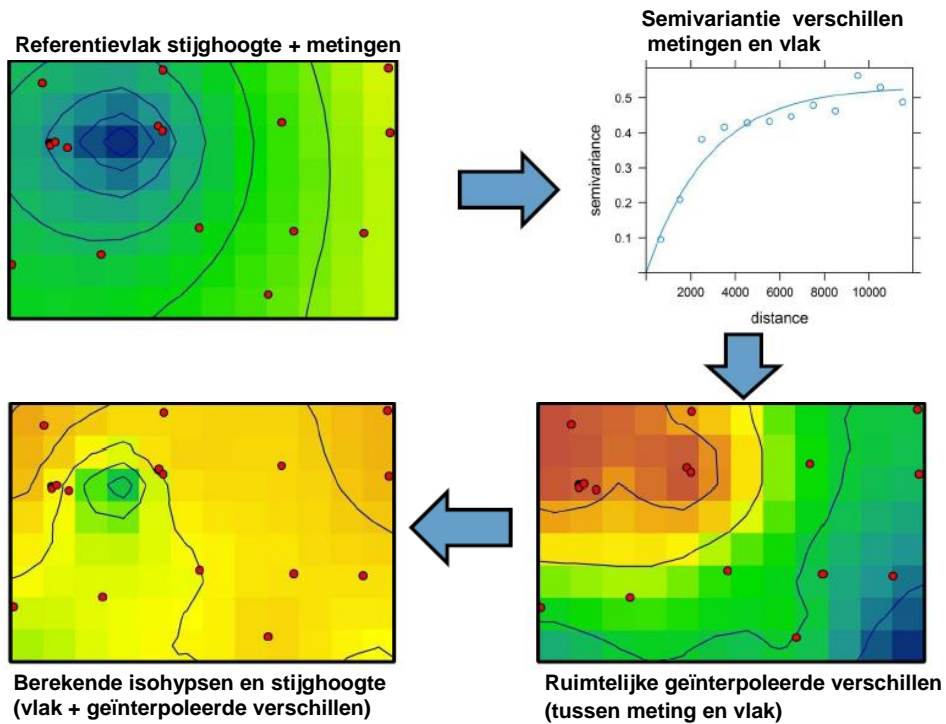 Referentievlak stijghoogte + metingen
Semivariantie verschillen
metingen en vlak
semivariance
0.5
0.4
0.3
0.2
0.1
2000 4000 6000 8000 10000
distance
Berekende isohypsen en stijghoogte
(vlak + geïnterpoleerde verschillen)
Ruimtelijke geïnterpoleerde verschillen
(tussen meting en vlak)